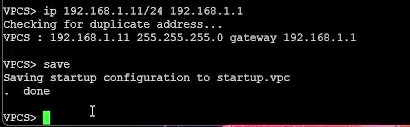 VPCS> ip 192.168.1.11/24 192.168.1.1
Checking for duplicate address...
VPCS : 192.168.1.11 255.255.255.0 gateway 192.168.1.1
VPCS> save
Saving startup configuration to startup.vpc
.  done
VPCS>